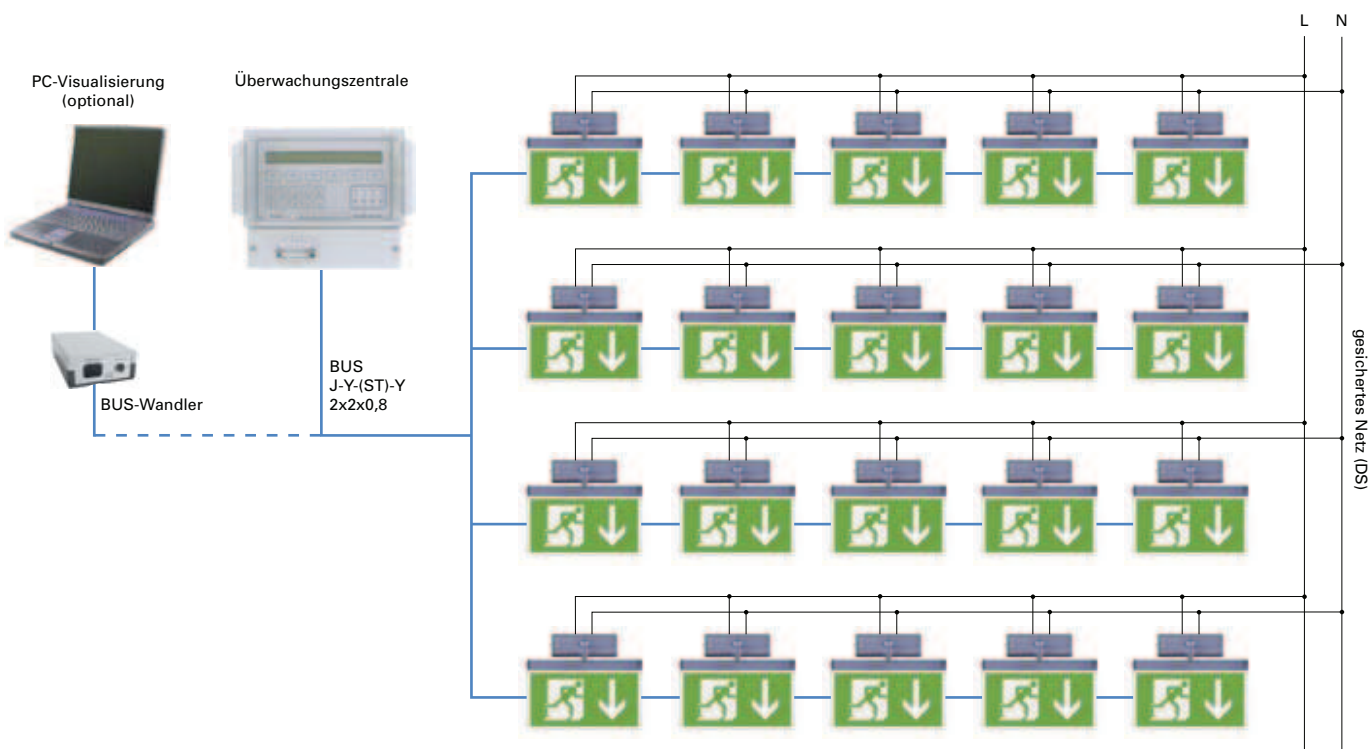 L N
PC-Visualisierung
(optional)
Überwachungszentrale
BUS
J-Y-(ST)-Y
2x2x0,8
BUS-Wandler
gesichertes Netz (DS)